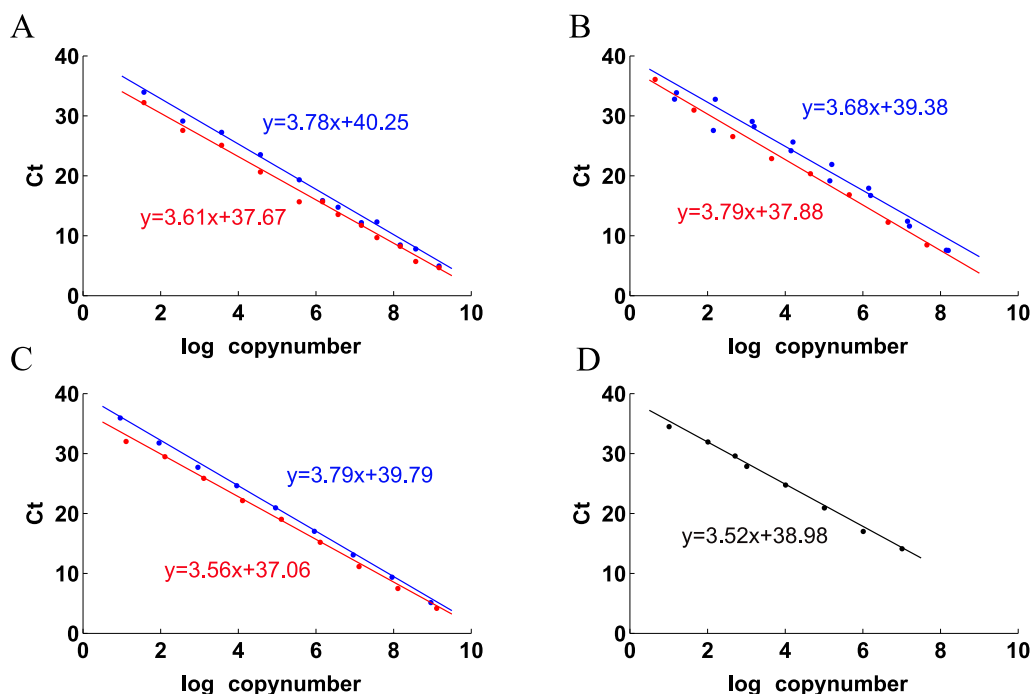 A
40
30
20
10
0
Ct
y=3.78x+40.25
y=3.61x+37.67
0 2 4 6 8 10
log copynumber
B
40
30
20
10
0
Ct
y=3.68x+39.38
y=3.79x+37.88
0 2 4 6 8 10
log copynumber
C
40
30
20
10
0
Ct
y=3.79x+39.79
y=3.56x+37.06
0 2 4 6 8 10
log copynumber
D
40
30
20
10
0
Ct
y=3.52x+38.98
0 2 4 6 8 10
log copynumber